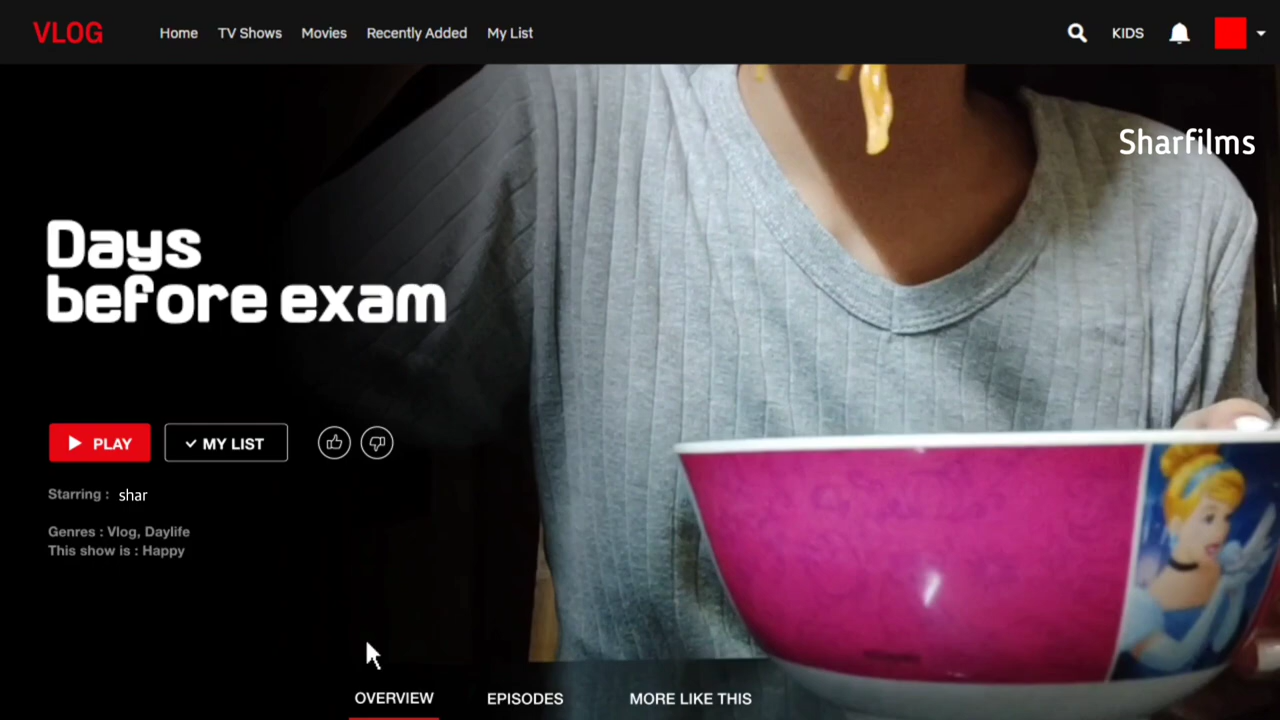 VLOG Home TV Shows Movies Recently Added My List KIDS
Sharfilms
Days
before exam
PLAY MY LIST
Starring : shar
Genres : Vlog, Daylife
This show is : Happy
OVERVIEW EPISODES MORE LIKE THIS